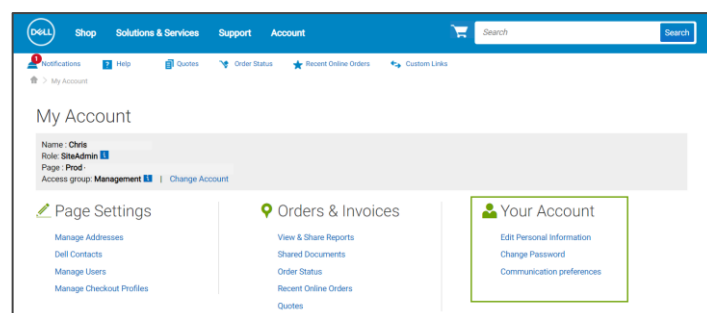 DELL Shop Solutions & Services Support Account Search Search
1 Notifications ? Help Quotes Order Status Recent Online Orders Custom Links
> My Account
My Account
Name : Chris
Role: SiteAdmin i
Page : Prod -
Access group: Management i | Change Account
Page Settings
Manage Addresses
Dell Contacts
Manage Users
Manage Checkout Profiles
Orders & Invoices
View & Share Reports
Shared Documents
Order Status
Recent Online Orders
Quotes
Your Account
Edit Personal Information
Change Password
Communication preferences